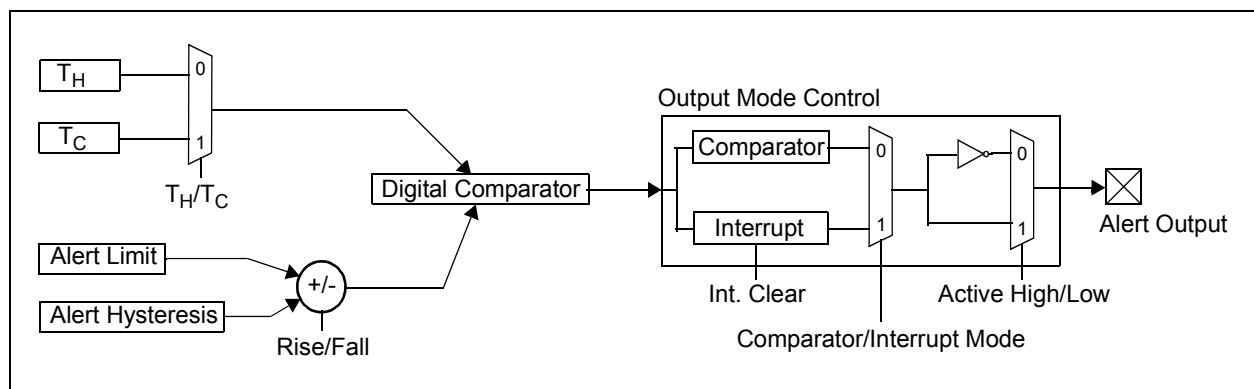 T_H
0
T_C
1
T_H/T_C
Alert Limit
Alert Hysteresis
+/-
Rise/Fall
Digital Comparator
Output Mode Control
Comparator
0
Interrupt
1
0
1
Int. Clear
Active High/Low
Comparator/Interrupt Mode
Alert Output